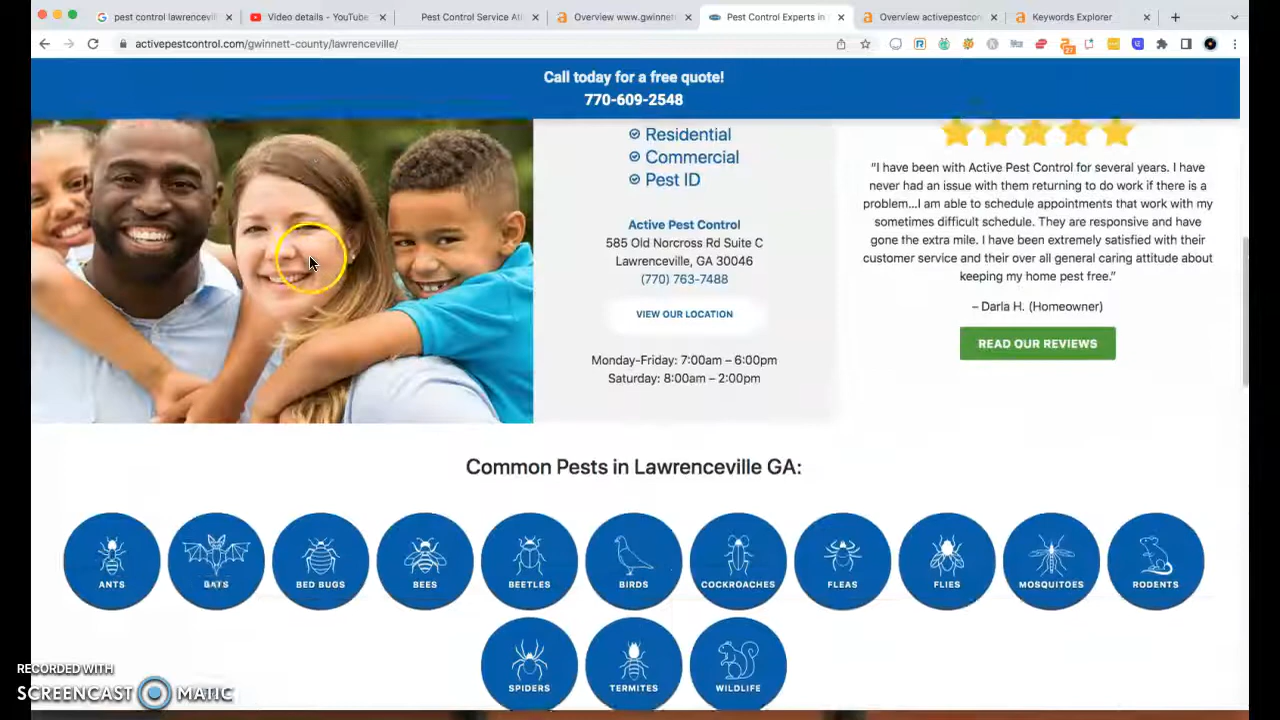 pest control lawrencevil
Video details - YouTube
Pest Control Service Atl
Overview www.gwinnett
Pest Control Experts in
Overview activepestcon
Keywords Explorer
activepestcontrol.com/gwinnett-county/lawrenceville/
27
Call today for a free quote!
770-609-2548
Residential
Commercial
Pest ID
Active Pest Control
585 Old Norcross Rd Suite C
Lawrenceville, GA 30046
(770) 763-7488
VIEW OUR LOCATION
Monday-Friday: 7:00am – 6:00pm
Saturday: 8:00am – 2:00pm
“I have been with Active Pest Control for several years. I have
never had an issue with them returning to do work if there is a
problem...I am able to schedule appointments that work with my
sometimes difficult schedule. They are responsive and have
gone the extra mile. I have been extremely satisfied with their
customer service and their over all general caring attitude about
keeping my home pest free.”
– Darla H. (Homeowner)
READ OUR REVIEWS
Common Pests in Lawrenceville GA:
ANTS
BATS
BED BUGS
BEES
BEETLES
BIRDS
COCKROACHES
FLEAS
FLIES
MOSQUITOES
RODENTS
SPIDERS
TERMITES
WILDLIFE
RECORDED WITH
SCREENCAST MATIC